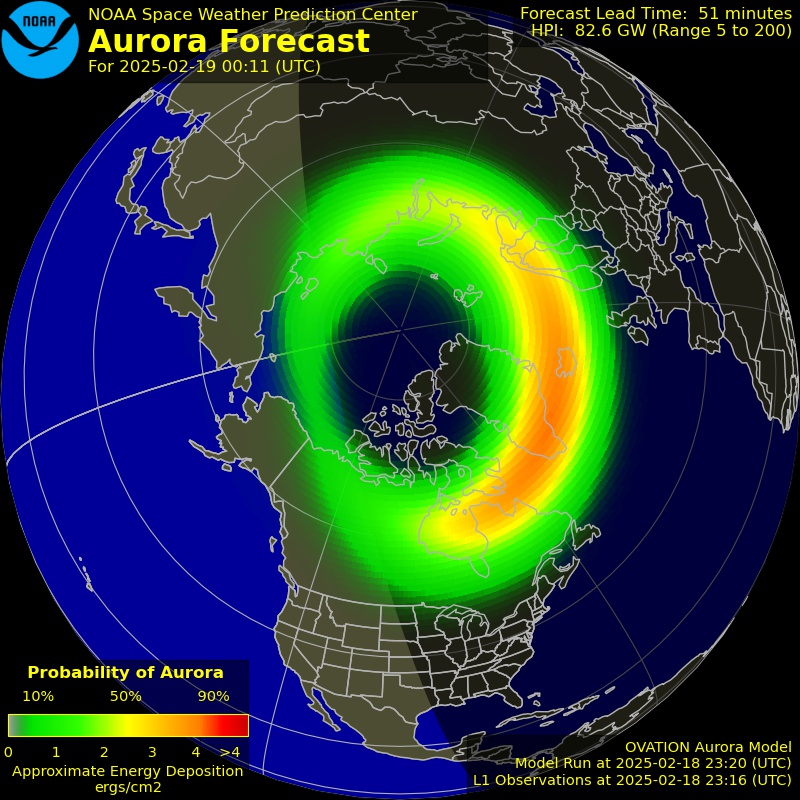 NOAA
NOAA Space Weather Prediction Center
Aurora Forecast
For 2025-02-19 00:11 (UTC)
Forecast Lead Time: 51 minutes
HPI: 82.6 GW (Range 5 to 200)
Probability of Aurora
10% 50% 90%
0 1 2 3 4 >4
Approximate Energy Deposition
ergs/cm2
OVATION Aurora Model
Model Run at 2025-02-18 23:20 (UTC)
L1 Observations at 2025-02-18 23:16 (UTC)